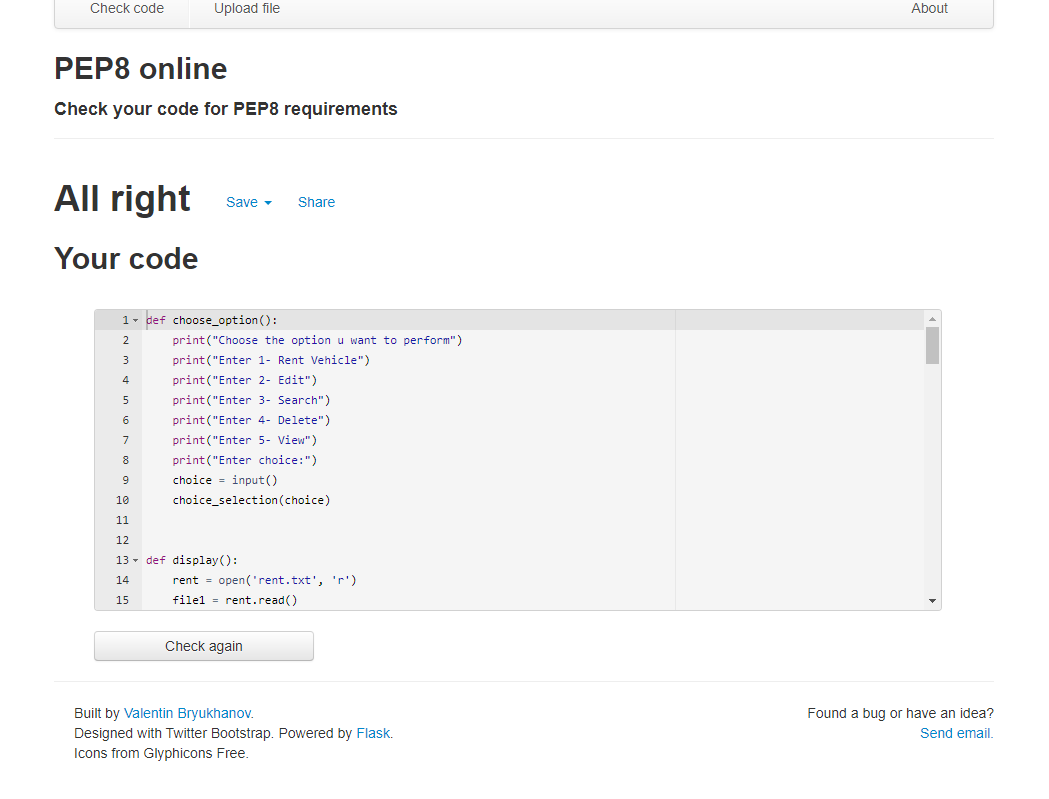 Check code Upload file About
PEP8 online
Check your code for PEP8 requirements
All right Save Share
Your code
1 def choose_option():
2     print("Choose the option u want to perform")
3     print("Enter 1- Rent Vehicle")
4     print("Enter 2- Edit")
5     print("Enter 3- Search")
6     print("Enter 4- Delete")
7     print("Enter 5- View")
8     print("Enter choice:")
9     choice = input()
10     choice_selection(choice)
11
12
13 def display():
14     rent = open('rent.txt', 'r')
15     file1 = rent.read()
Check again
Built by Valentin Bryukhanov. Found a bug or have an idea?
Designed with Twitter Bootstrap. Powered by Flask. Send email.
Icons from Glyphicons Free.